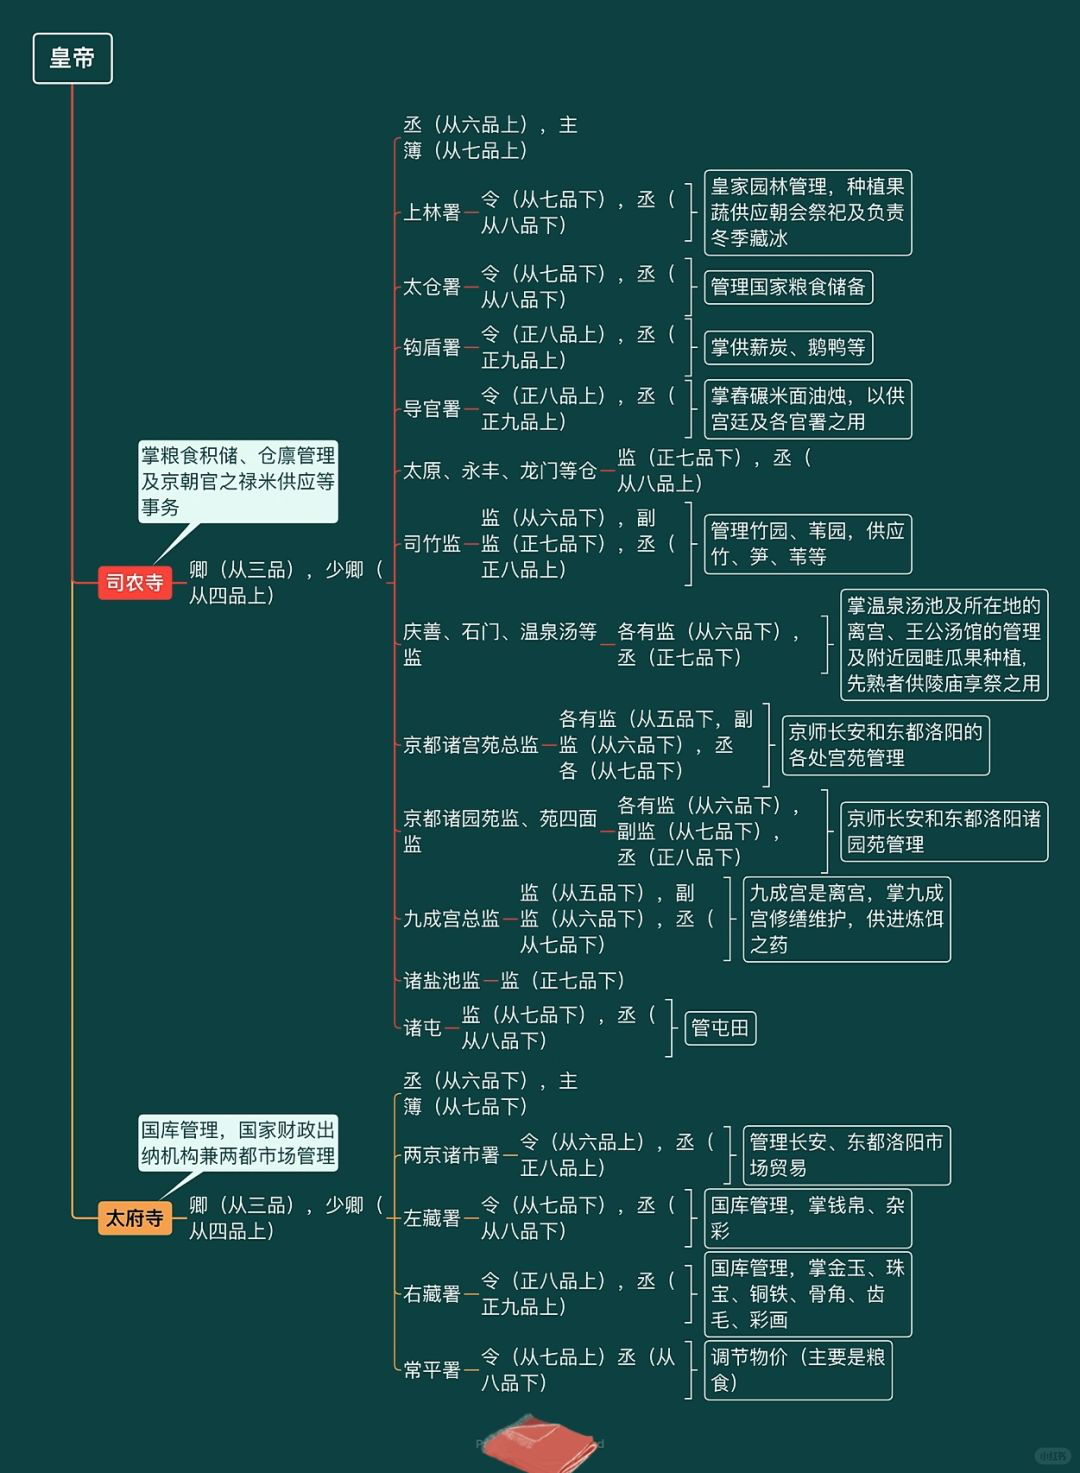 皇帝
丞（从六品上），主
簿（从七品上）
上林署
令（从七品下），丞（
从八品下）
皇家园林管理，种植果
蔬供应朝会祭祀及负责
冬季藏冰
太仓署
令（从七品下），丞（
从八品下）
管理国家粮食储备
钩盾署
令（正八品上），丞（
正九品上）
掌供薪炭、鹅鸭等
导官署
令（正八品上），丞（
正九品上）
掌舂碾米面油烛，以供
宫廷及各官署之用
太原、永丰、龙门等仓
监（正七品下），丞（
从八品上）
掌粮食积储、仓廪管理
及京朝官之禄米供应等
事务
司农寺
卿（从三品），少卿（
从四品上）
司竹监
监（从六品下），副
监（正七品下），丞（
正八品上）
管理竹园、苇园，供应
竹、笋、苇等
庆善、石门、温泉汤等
监
各有监（从六品下），
丞（正七品下）
掌温泉汤池及所在地的
离宫、王公汤馆的管理
及附近园畦瓜果种植，
先熟者供陵庙享祭之用
京都诸宫苑总监
各有监（从五品下，副
监（从六品下），丞
各（从七品下）
京师长安和东都洛阳的
各处宫苑管理
京都诸园苑监、苑四面
监
各有监（从六品下），
副监（从七品下），
丞（正八品下）
京师长安和东都洛阳诸
园苑管理
九成宫总监
监（从五品下），副
监（从六品下），丞（
从七品下）
九成宫是离宫，掌九成
宫修缮维护，供进炼饵
之药
诸盐池监
监（正七品下）
诸屯
监（从七品下），丞（
从八品下）
管屯田
丞（从六品下），主
簿（从七品下）
两京诸市署
令（从六品上），丞（
正八品上）
管理长安、东都洛阳市
场贸易
国库管理，国家财政出
纳机构兼两都市场管理
太府寺
卿（从三品），少卿（
从四品上）
左藏署
令（从七品下），丞（
从八品下）
国库管理，掌钱帛、杂
彩
右藏署
令（正八品上），丞（
正九品上）
国库管理，掌金玉、珠
宝、铜铁、骨角、齿
毛、彩画
常平署
令（从七品上）丞（从
八品下）
调节物价（主要是粮
食）
小红书